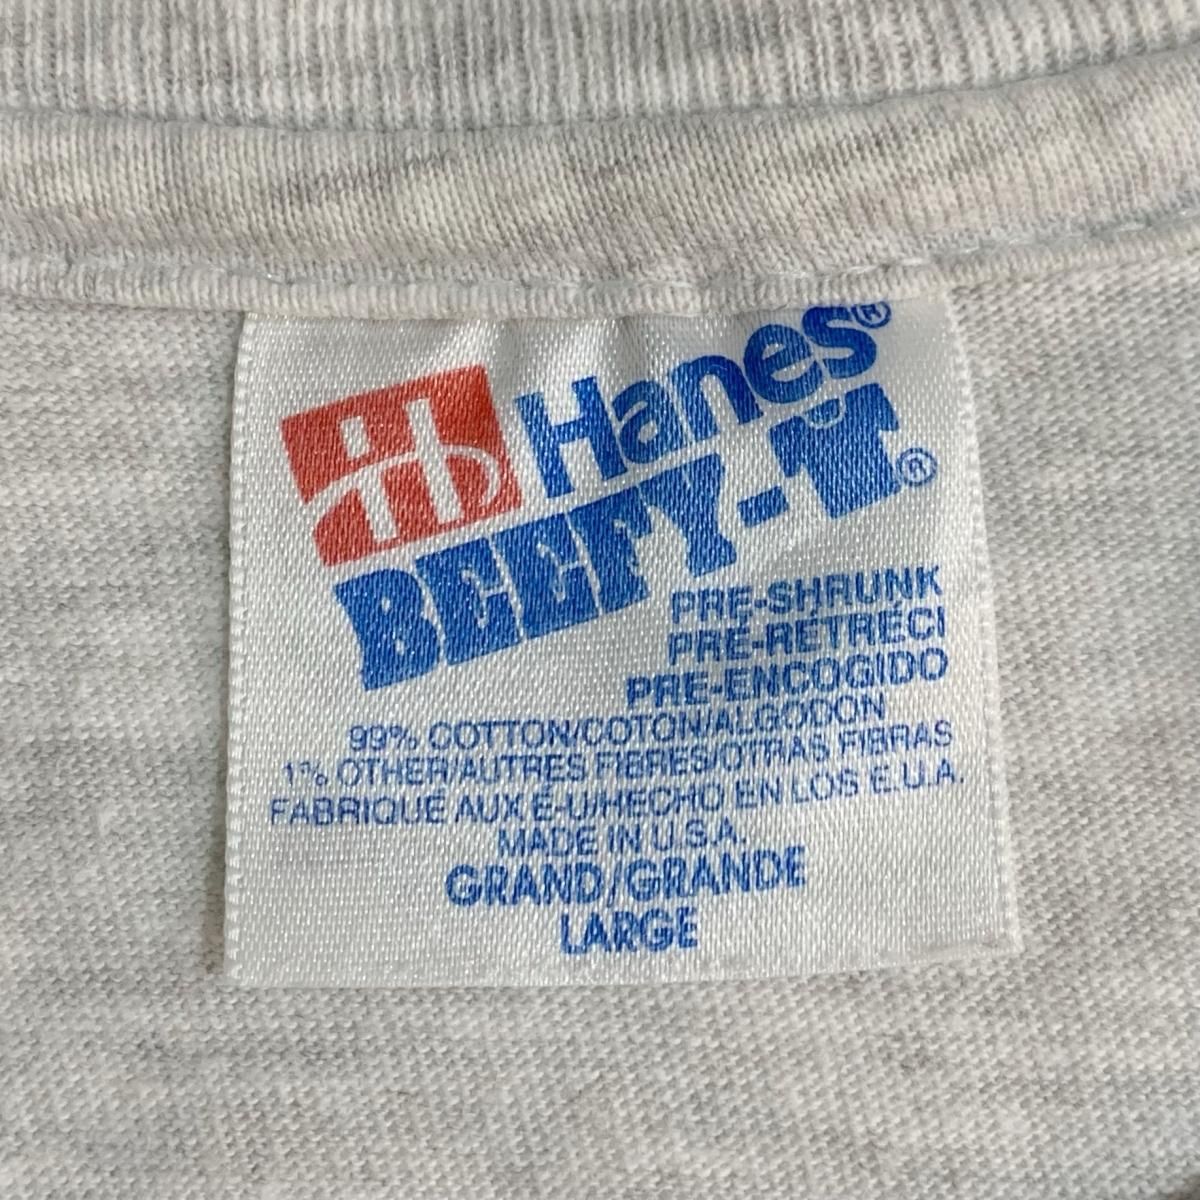 Hanes®
BEEFY-T®
PRE-SHRUNK
PRÉ-RÉTRÉCI
PRE-ENCOGIDO
99% COTTON/COTON/ALGODON
1% OTHER/AUTRES FIBRES/OTRAS FIBRAS
FABRIQUÉ AUX É-U/HECHO EN LOS E.U.A.
MADE IN U.S.A.
GRAND/GRANDE
LARGE